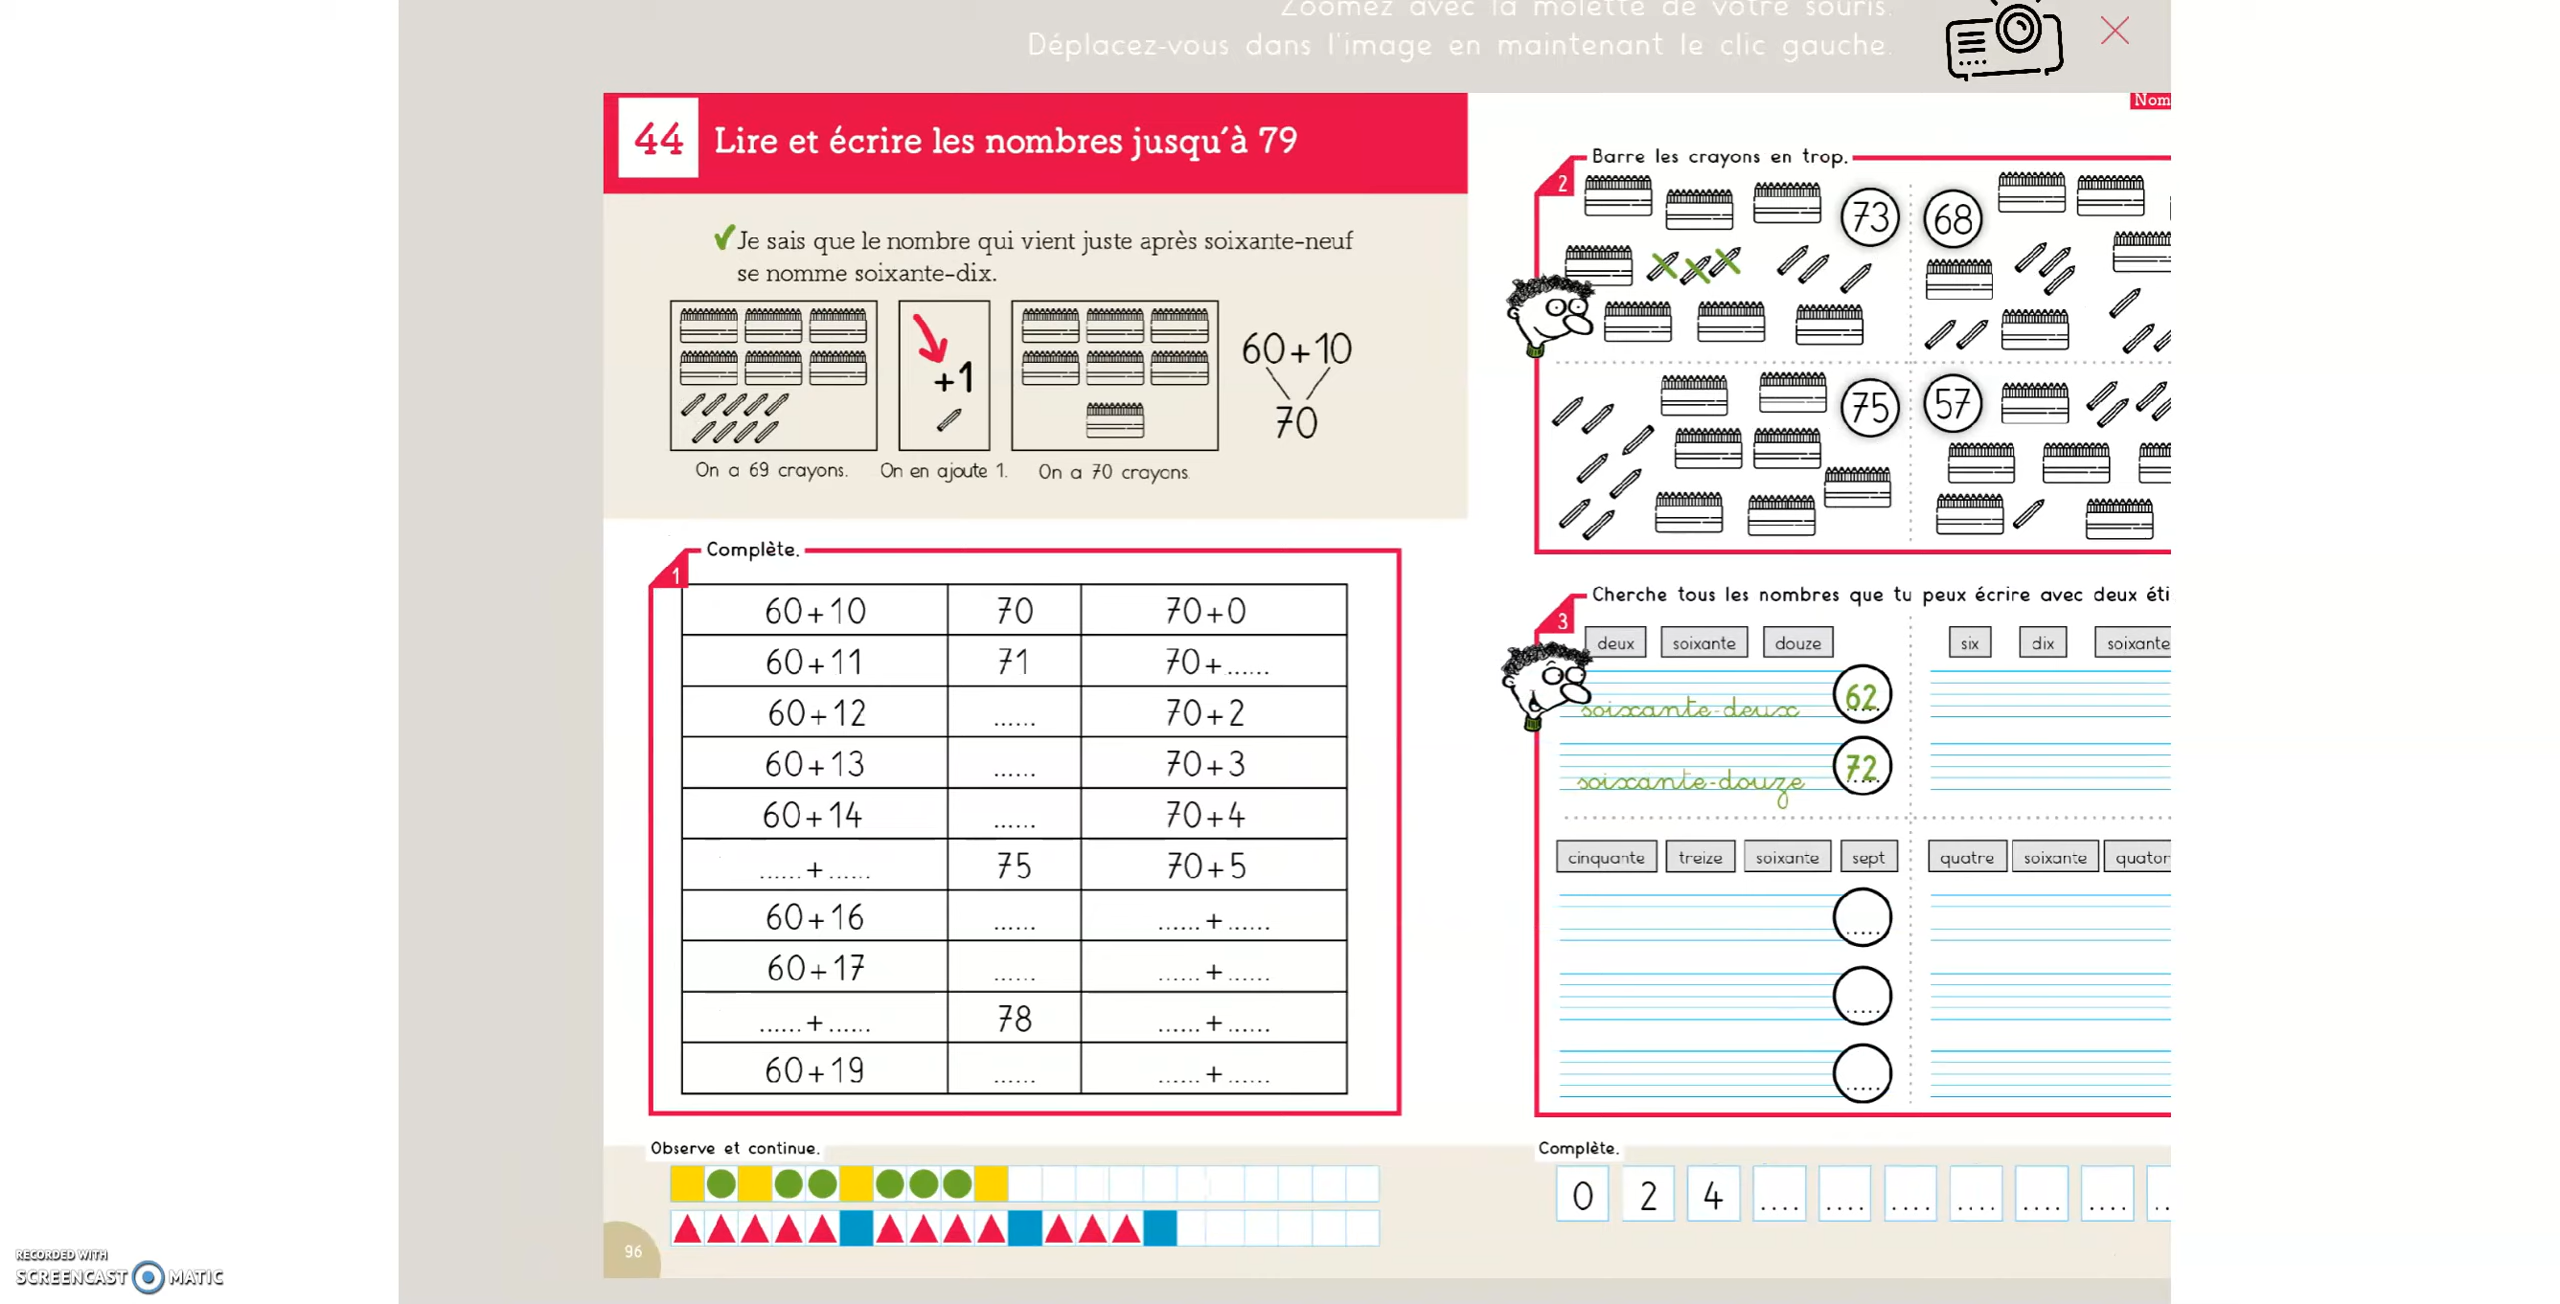 Zoomez avec la molette de votre souris.
Déplacez-vous dans l'image en maintenant le clic gauche.
44 Lire et écrire les nombres jusqu'à 79
Je sais que le nombre qui vient juste après soixante-neuf
se nomme soixante-dix.
+1
60+10
70
On a 69 crayons. On en ajoute 1. On a 70 crayons.
1 Complète.
60+10 70 70+0
60+11 71 70+......
60+12 ...... 70+2
60+13 ...... 70+3
60+14 ...... 70+4
......+...... 75 70+5
60+16 ...... ......+......
60+17 ...... ......+......
......+...... 78 ......+......
60+19 ...... ......+......
Observe et continue.
96
2 Barre les crayons en trop.
73 68
75 57
3 Cherche tous les nombres que tu peux écrire avec deux
deux soixante douze
soixante-deux 62
soixante-douze 72
six dix soixante
cinquante treize soixante sept
.....
.....
.....
quatre soixante
Complète.
0 2 4 .... .... .... .... .... .... ..
RECORDED WITH
SCREENCAST MATIC